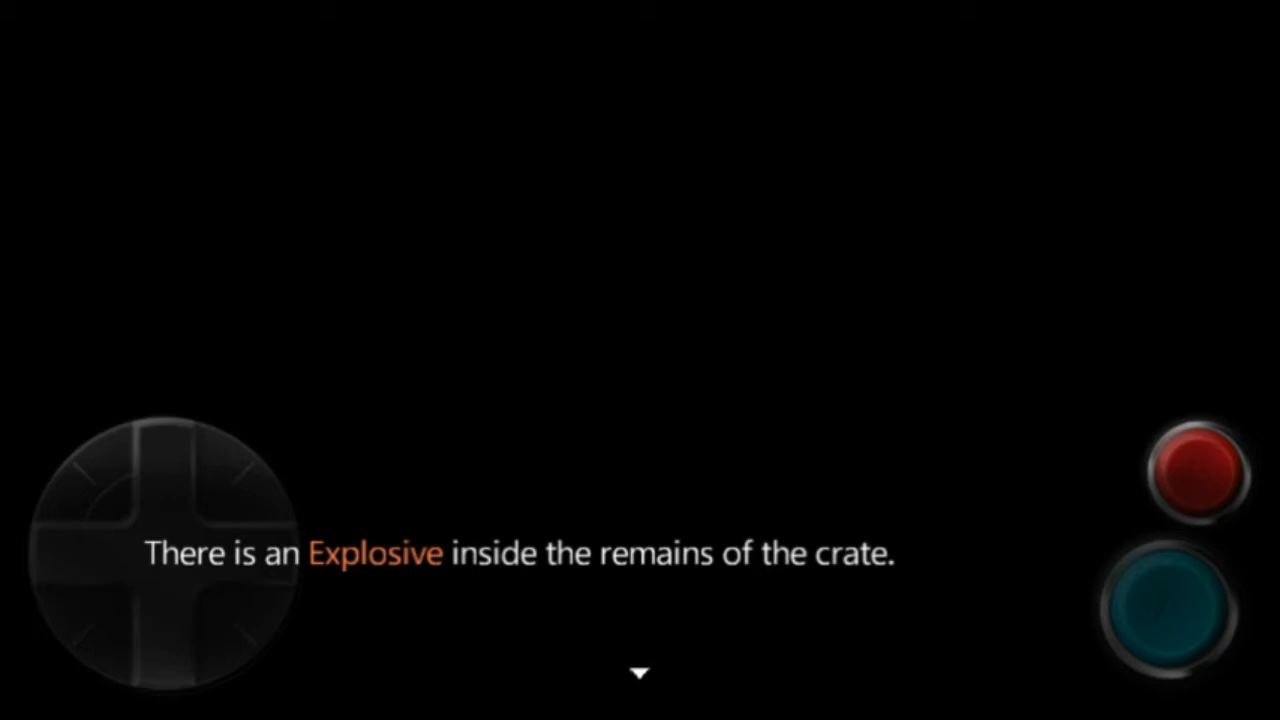 There is an Explosive inside the remains of the crate.